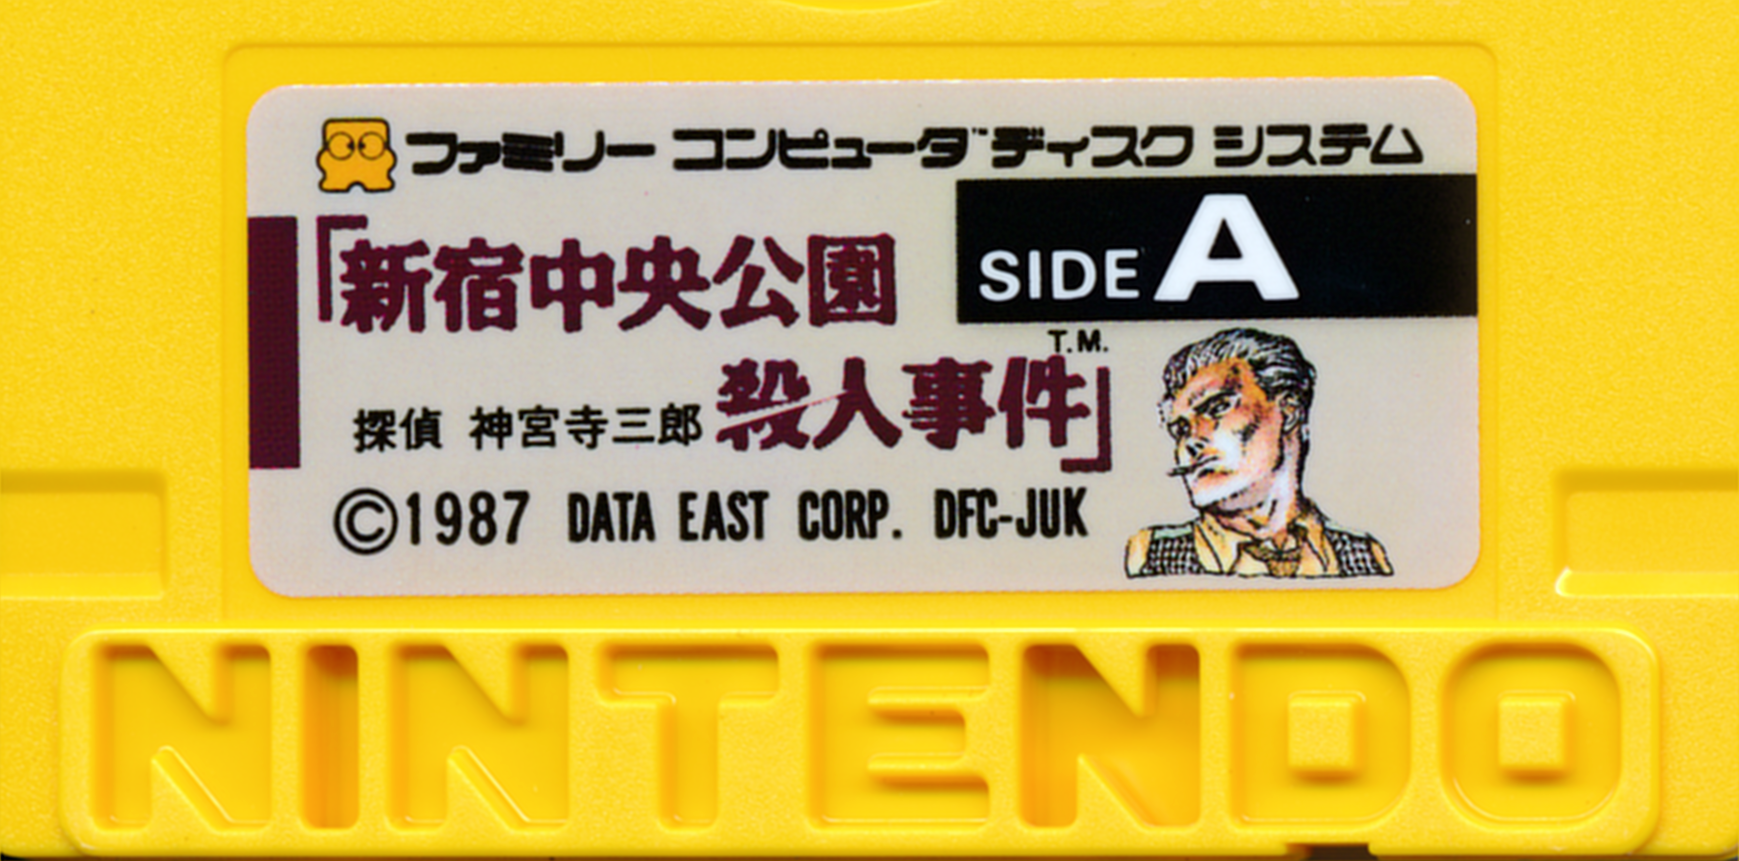 ファミリー コンピュータ™ディスク システム
SIDE A
「新宿中央公園
T.M.
探偵 神宮寺三郎 殺人事件」
©1987 DATA EAST CORP. DFC-JUK
NINTENDO